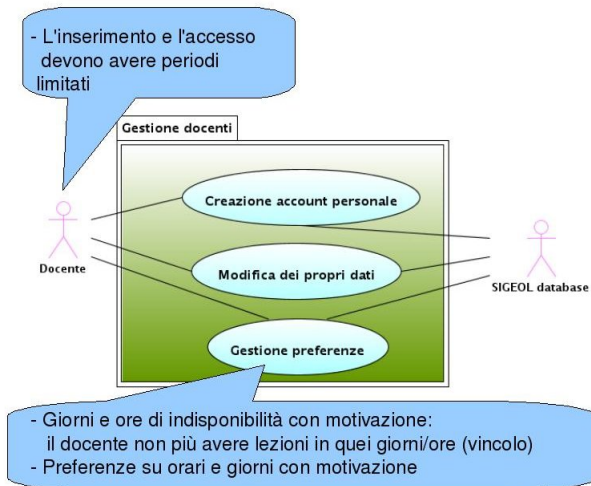 - L'inserimento e l'accesso
devono avere periodi
limitati
Gestione docenti
Creazione account personale
Docente
Modifica dei propri dati
SIGEOL database
Gestione preferenze
- Giorni e ore di indisponibilità con motivazione:
il docente non più avere lezioni in quei giorni/ore (vincolo)
- Preferenze su orari e giorni con motivazione